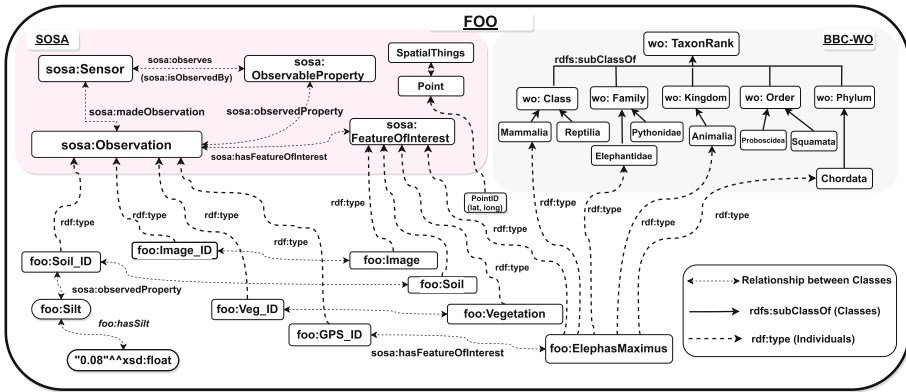 FOO
SOSA
BBC-WO
sosa:Sensor
sosa:observes
(sosa:isObservedBy)
sosa:
ObservableProperty
SpatialThings
Point
wo: TaxonRank
rdfs:subClassOf
wo: Class
wo: Family
wo: Kingdom
wo: Order
wo: Phylum
sosa:madeObservation
sosa:observedProperty
sosa:
FeatureOfInterest
sosa:Observation
sosa:hasFeatureOfInterest
Mammalia
Reptilia
Pythonidae
Elephantidae
Animalia
Proboscidea
Squamata
Chordata
PointID
(lat, long)
rdf:type
rdf:type
rdf:type
rdf:type
rdf:type
rdf:type
rdf:type
rdf:type
rdf:type
foo:Soil_ID
foo:Image_ID
foo:Image
foo:Soil
sosa:observedProperty
foo:Silt
foo:hasSilt
"0.08"^^xsd:float
foo:Veg_ID
foo:Vegetation
foo:GPS_ID
sosa:hasFeatureOfInterest
foo:ElephasMaximus
Relationship between Classes
rdfs:subClassOf (Classes)
rdf:type (Individuals)